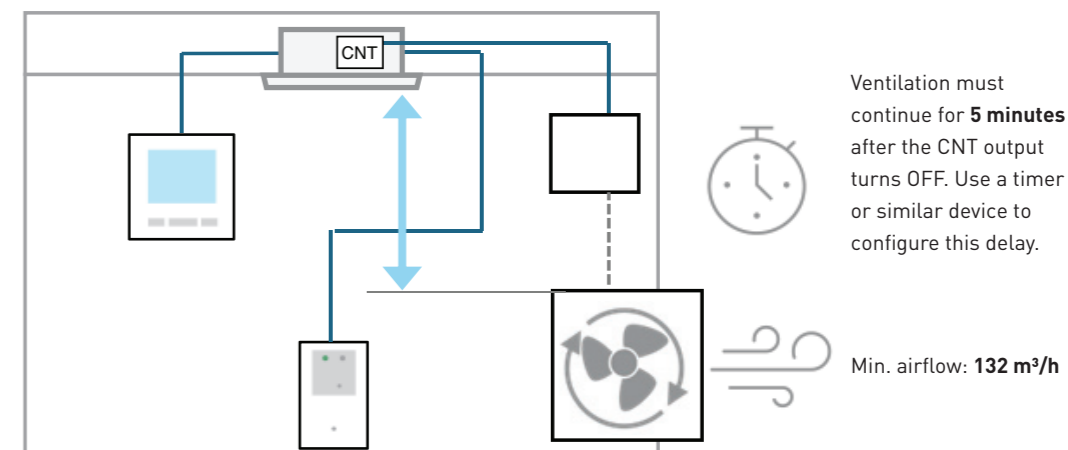 CNT
Ventilation must
continue for 5 minutes
after the CNT output
turns OFF. Use a timer
or similar device to
configure this delay.
Min. airflow: 132 m³/h